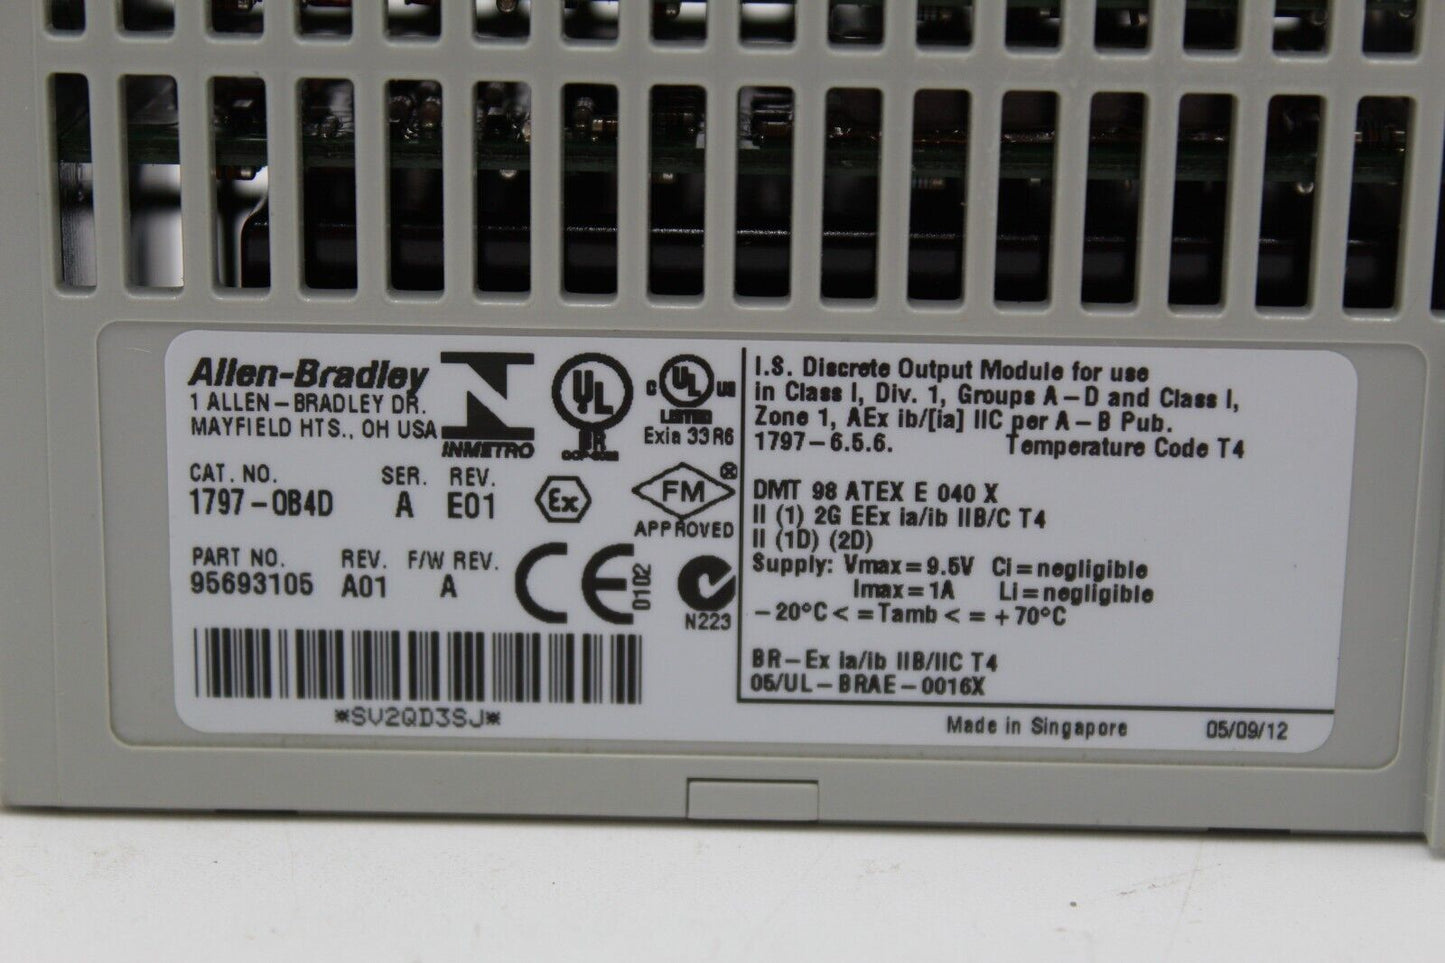 Allen-Bradley
1 ALLEN-BRADLEY DR.
MAYFIELD HTS., OH USA
INMETRO
UL
BR
c UL us
LISTED
Exia 33R6
CAT. NO. SER. REV.
1797-OB4D A E01
Ex
FM
APPROVED
PART NO. REV. F/W REV.
95693105 A01 A
CE 0102
N223
*SV2QD3SJ*
I.S. Discrete Output Module for use
in Class I, Div. 1, Groups A-D and Class I,
Zone 1, AEx ib/[ia] IIC per A-B Pub.
1797-6.5.6. Temperature Code T4
DMT 98 ATEX E 040 X
II (1) 2G EEx ia/ib IIB/C T4
II (1D) (2D)
Supply: Vmax=9.5V Ci=negligible
Imax=1A Li=negligible
-20°C <=Tamb <= +70°C
BR-Ex ia/ib IIB/IIC T4
05/UL-BRAE-0016X
Made in Singapore 05/09/12